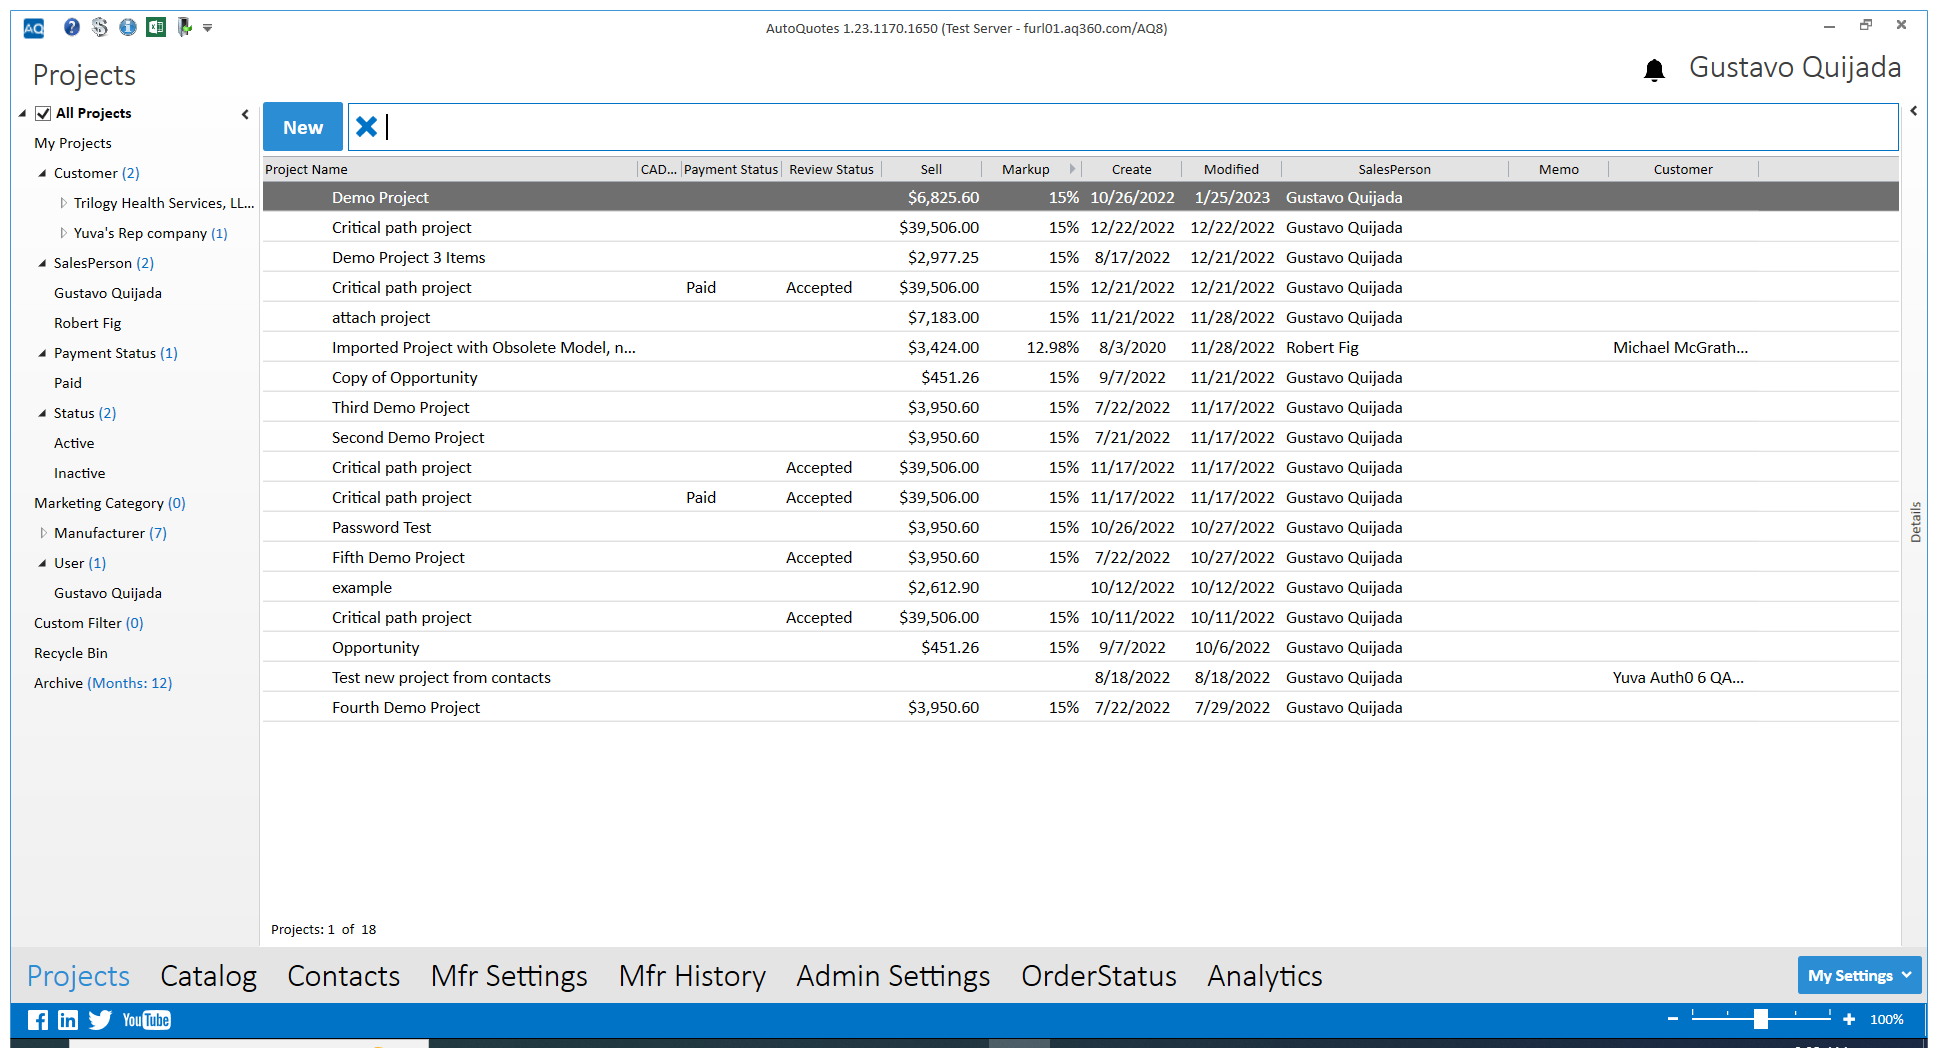 AQ
AutoQuotes 1.23.1170.1650 (Test Server - furl01.aq360.com/AQ8)
Projects
Gustavo Quijada
All Projects
My Projects
Customer (2)
Trilogy Health Services, LL...
Yuva's Rep company (1)
SalesPerson (2)
Gustavo Quijada
Robert Fig
Payment Status (1)
Paid
Status (2)
Active
Inactive
Marketing Category (0)
Manufacturer (7)
User (1)
Gustavo Quijada
Custom Filter (0)
Recycle Bin
Archive (Months: 12)
New
Project Name CAD... Payment Status Review Status Sell Markup Create Modified SalesPerson Memo Customer
Demo Project $6,825.60 15% 10/26/2022 1/25/2023 Gustavo Quijada
Critical path project $39,506.00 15% 12/22/2022 12/22/2022 Gustavo Quijada
Demo Project 3 Items $2,977.25 15% 8/17/2022 12/21/2022 Gustavo Quijada
Critical path project Paid Accepted $39,506.00 15% 12/21/2022 12/21/2022 Gustavo Quijada
attach project $7,183.00 15% 11/21/2022 11/28/2022 Gustavo Quijada
Imported Project with Obsolete Model, n... $3,424.00 12.98% 8/3/2020 11/28/2022 Robert Fig Michael McGrath...
Copy of Opportunity $451.26 15% 9/7/2022 11/21/2022 Gustavo Quijada
Third Demo Project $3,950.60 15% 7/22/2022 11/17/2022 Gustavo Quijada
Second Demo Project $3,950.60 15% 7/21/2022 11/17/2022 Gustavo Quijada
Critical path project Accepted $39,506.00 15% 11/17/2022 11/17/2022 Gustavo Quijada
Critical path project Paid Accepted $39,506.00 15% 11/17/2022 11/17/2022 Gustavo Quijada
Password Test $3,950.60 15% 10/26/2022 10/27/2022 Gustavo Quijada
Fifth Demo Project Accepted $3,950.60 15% 7/22/2022 10/27/2022 Gustavo Quijada
example $2,612.90 10/12/2022 10/12/2022 Gustavo Quijada
Critical path project Accepted $39,506.00 15% 10/11/2022 10/11/2022 Gustavo Quijada
Opportunity $451.26 15% 9/7/2022 10/6/2022 Gustavo Quijada
Test new project from contacts 8/18/2022 8/18/2022 Gustavo Quijada Yuva Auth0 6 QA...
Fourth Demo Project $3,950.60 15% 7/22/2022 7/29/2022 Gustavo Quijada
Details
Projects: 1 of 18
Projects Catalog Contacts Mfr Settings Mfr History Admin Settings OrderStatus Analytics
My Settings
YouTube
100%